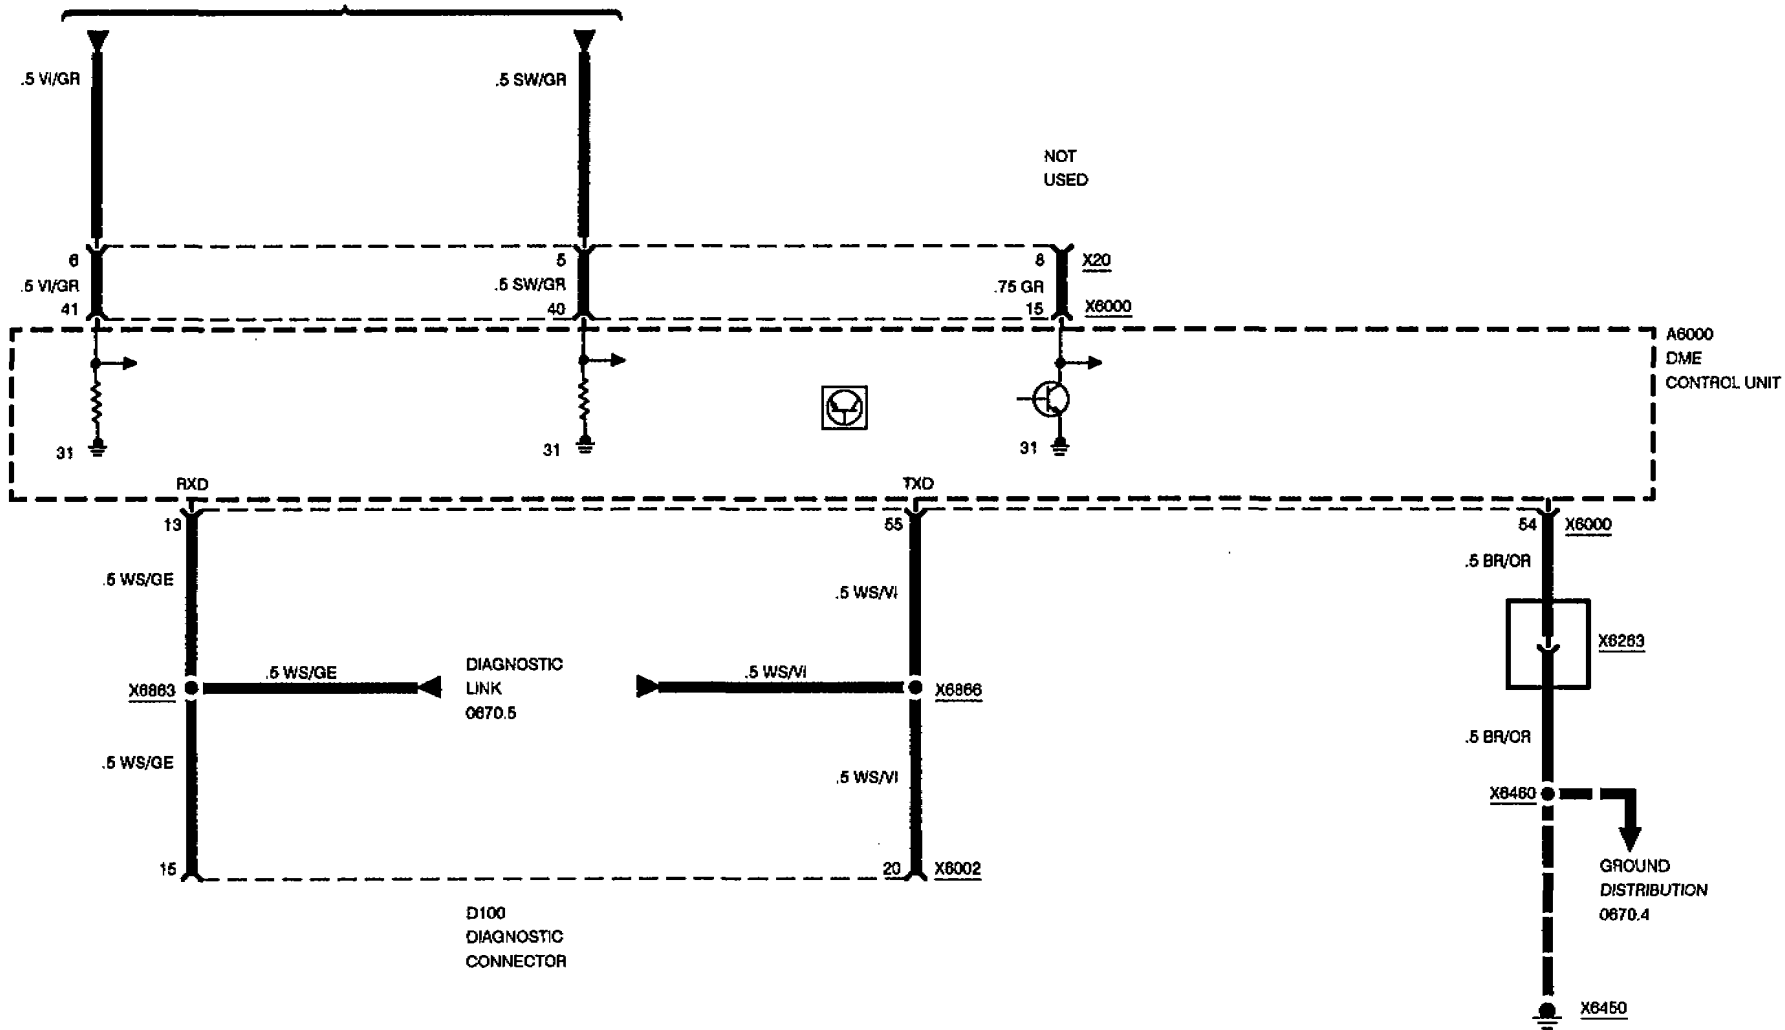 .5 VI/GR
.5 SW/GR
NOT
USED
6
5
8
X20
.5 VI/GR
.5 SW/GR
.75 GR
41
40
15
X6000
A6000
DME
CONTROL UNIT
31
31
31
RXD
TXD
13
55
54
X6000
.5 WS/GE
.5 WS/VI
.5 BR/OR
X6263
X6863
.5 WS/GE
DIAGNOSTIC
LINK
0670.5
.5 WS/VI
X6866
.5 WS/GE
.5 WS/VI
.5 BR/OR
X6460
15
20
X6002
GROUND
DISTRIBUTION
0670.4
D100
DIAGNOSTIC
CONNECTOR
X6450